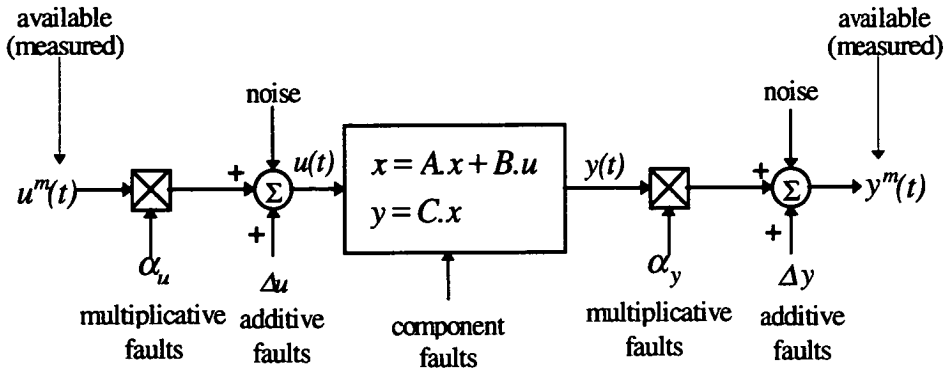 available
(measured)
available
(measured)
noise
noise
u^m(t)
+
Σ
+
u(t)
x = A.x + B.u
y = C.x
y(t)
+
Σ
+
y^m(t)
α_u
multiplicative
faults
Δu
additive
faults
component
faults
α_y
multiplicative
faults
Δy
additive
faults